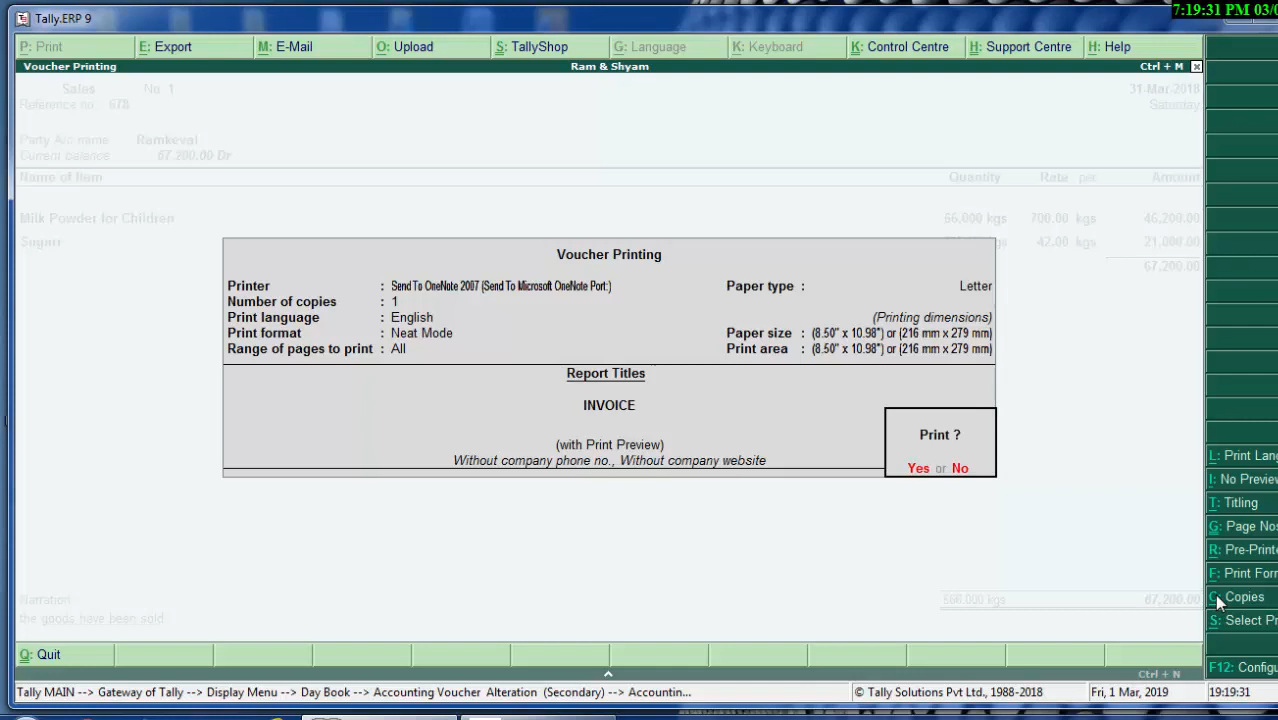 7:19:31 PM 03/0
Tally.ERP 9
P: Print E: Export M: E-Mail O: Upload S: TallyShop G: Language K: Keyboard K: Control Centre H: Support Centre H: Help
Voucher Printing Ram & Shyam Ctrl + M
Sales No. 1 31-Mar-2018
Reference no.: 678 Saturday
Party A/c name Ramkeval
Current balance 67,200.00 Dr
Name of Item Quantity Rate per Amount
Milk Powder for Children 66.000 kgs 700.00 kgs 46,200.00
Sugarr 42.00 kgs 21,000.00
67,200.00
Voucher Printing
Printer : Send To OneNote 2007 (Send To Microsoft OneNote Port:) Paper type : Letter
Number of copies : 1
Print language : English (Printing dimensions)
Print format : Neat Mode Paper size : (8.50" x 10.98") or (216 mm x 279 mm)
Range of pages to print : All Print area : (8.50" x 10.98") or (216 mm x 279 mm)
Report Titles
INVOICE
(with Print Preview)
Without company phone no., Without company website
Print ?
Yes or No
L: Print Lang
I: No Preview
T: Titling
G: Page Nos
R: Pre-Printe
F: Print Form
C: Copies
S: Select Pr
F12: Configu
Narration: 566.000 kgs 67,200.00
the goods have been sold.
Q: Quit
Ctrl + N
Tally MAIN --> Gateway of Tally --> Display Menu --> Day Book --> Accounting Voucher Alteration (Secondary) --> Accountin... © Tally Solutions Pvt Ltd., 1988-2018 Fri, 1 Mar, 2019 19:19:31